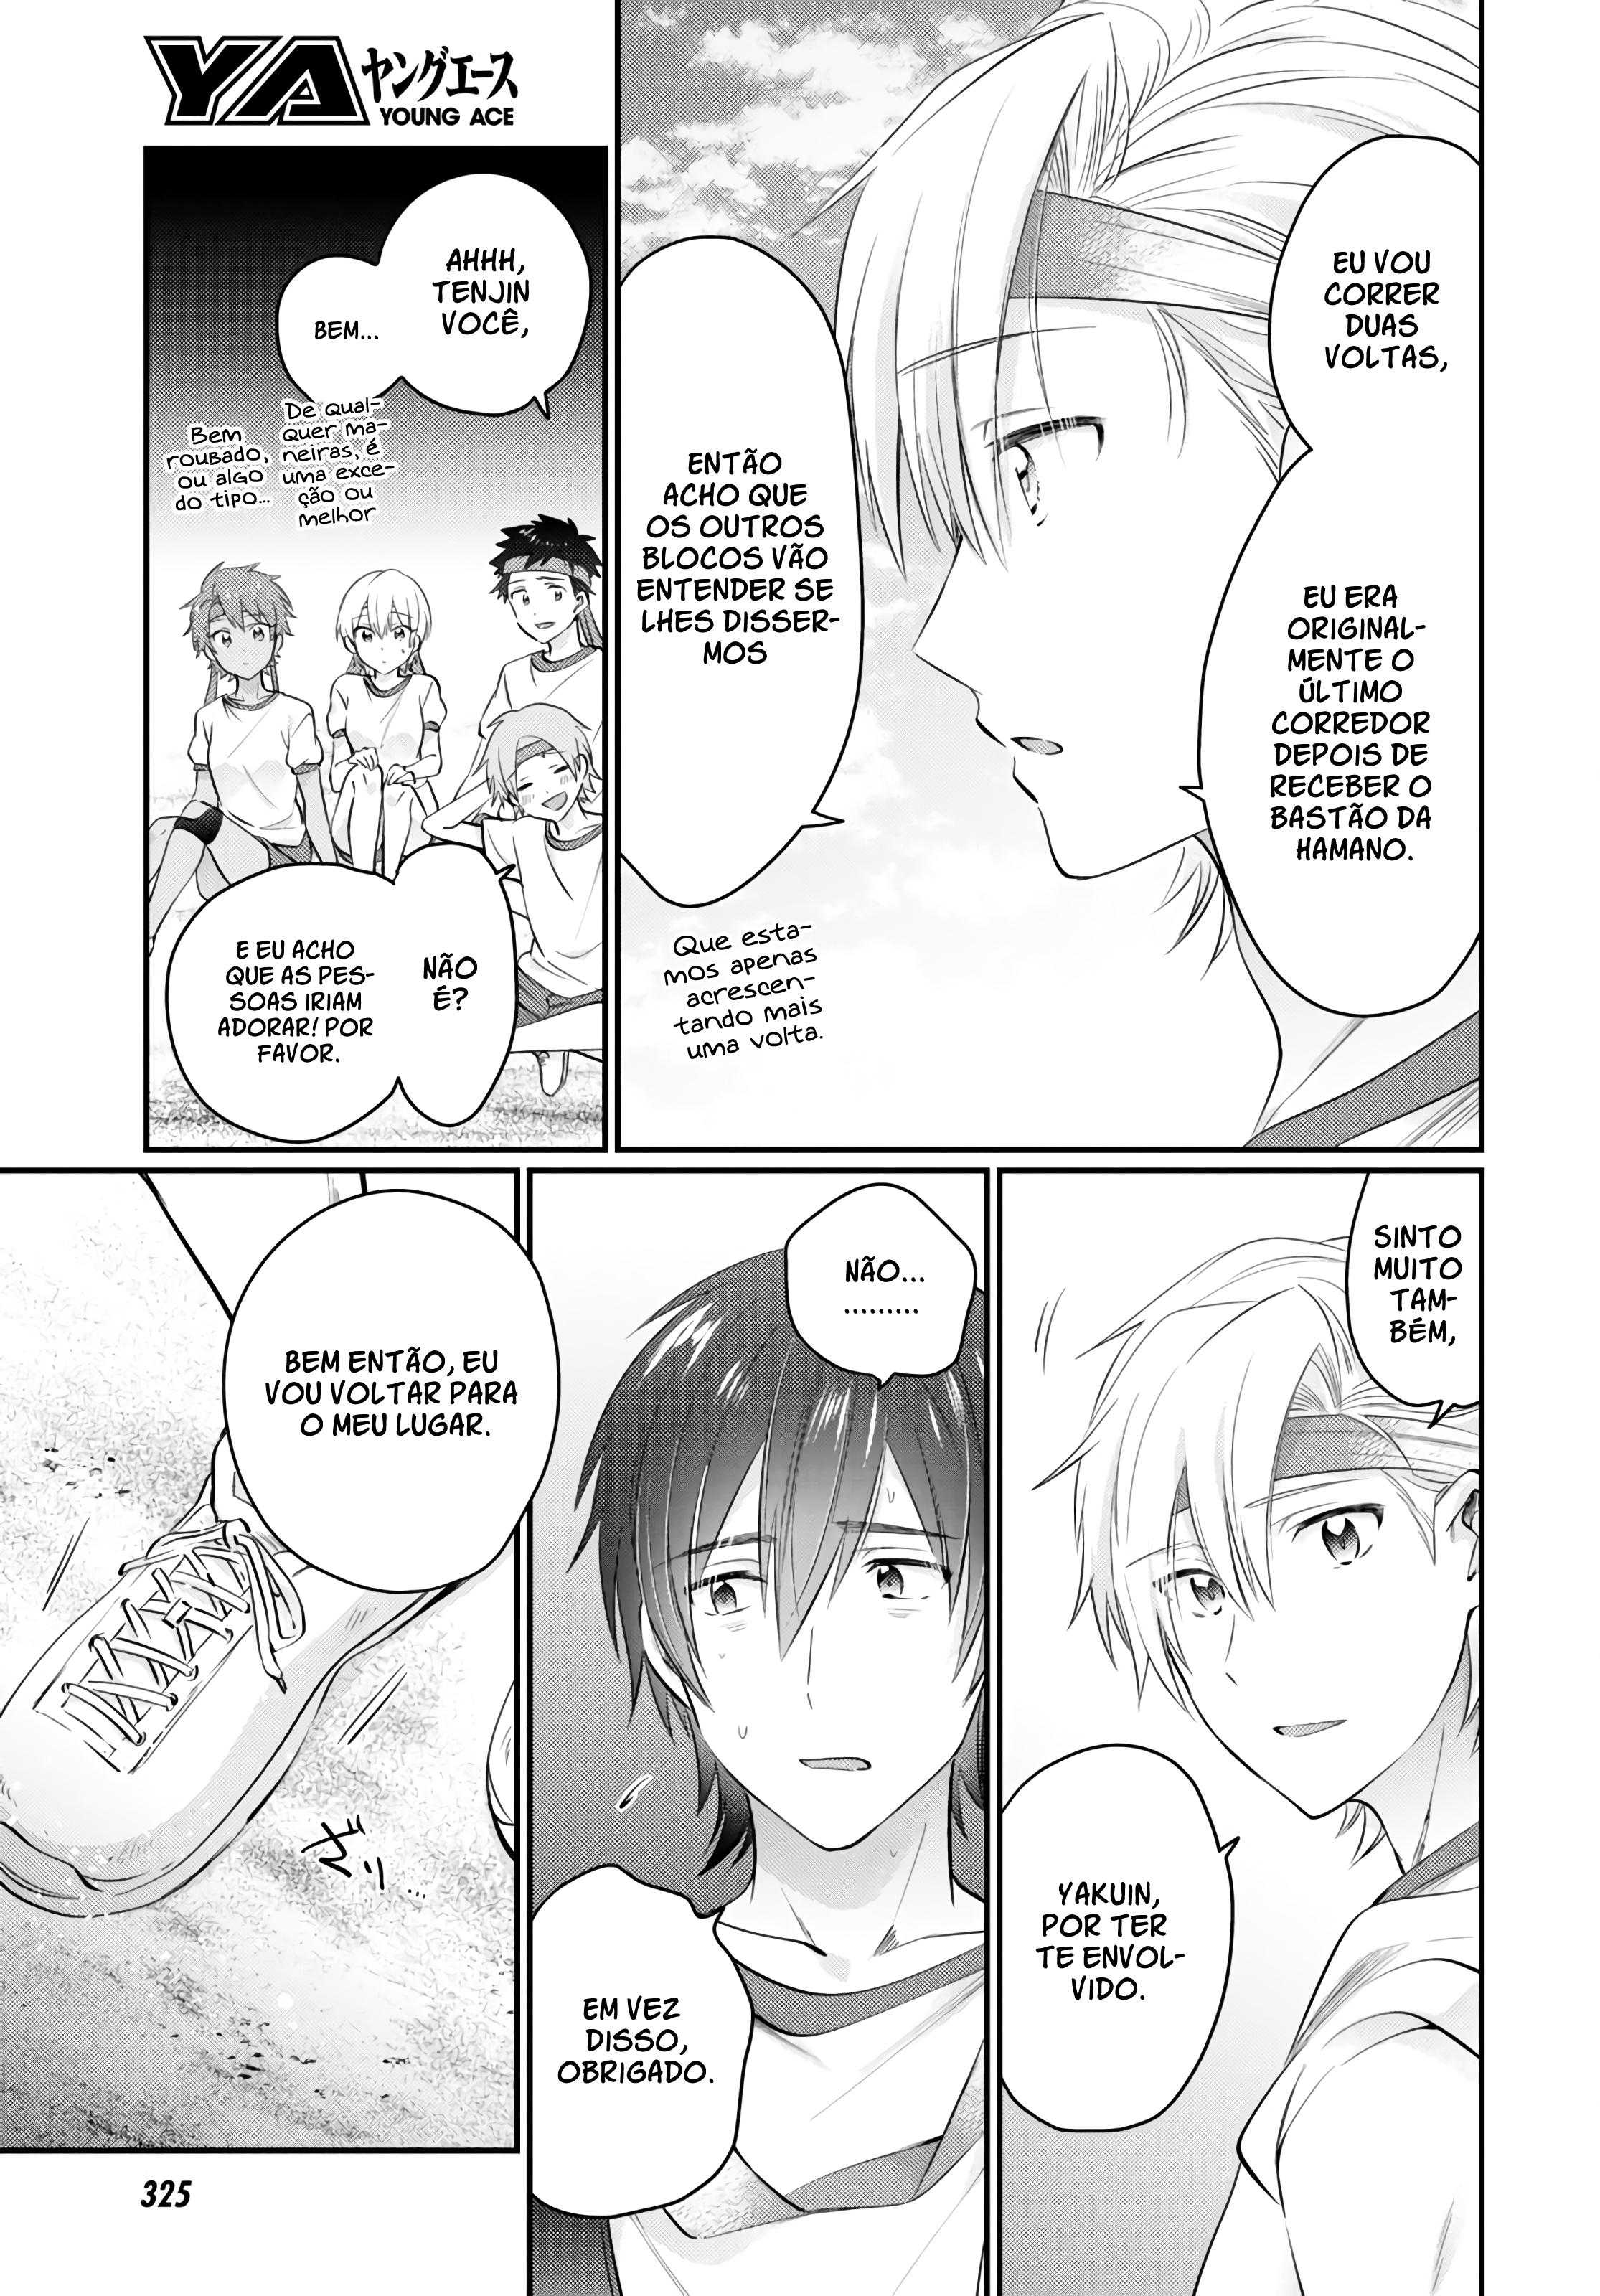 EU VOU
CORRER
DUAS
VOLTAS,
EU ERA
ORIGINAL-
MENTE O
ÚLTIMO
CORREDOR
DEPOIS DE
RECEBER O
BASTÃO DA
HAMANO.
ENTÃO
ACHO QUE
OS OUTROS
BLOCOS VÃO
ENTENDER SE
LHES DISSER-
MOS
Que esta-
mos apenas
acrescen-
tando mais
uma volta.
YA ヤングエース
YOUNG ACE
AHHH,
TENJIN
VOCÊ,
BEM...
De qual-
quer ma-
neiras, é
uma exce-
ção ou
melhor
Bem
roubado,
ou algo
do tipo...
NÃO
É?
E EU ACHO
QUE AS PES-
SOAS IRIAM
ADORAR! POR
FAVOR.
SINTO
MUITO
TAM-
BÉM,
YAKUIN,
POR TER
TE ENVOL-
VIDO.
NÃO...
.........
EM VEZ
DISSO,
OBRIGADO.
BEM ENTÃO, EU
VOU VOLTAR PARA
O MEU LUGAR.
ざり…
325